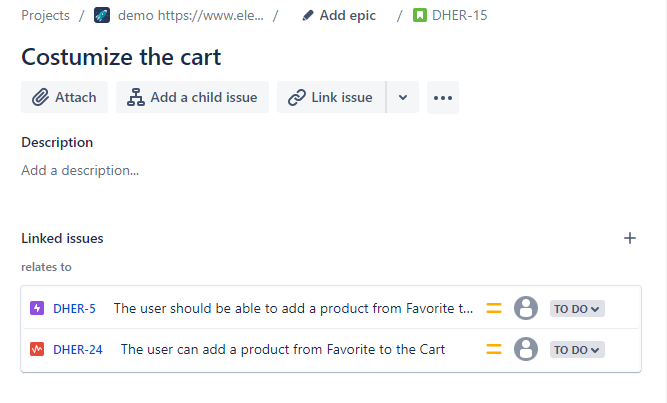 Projects / demo https://www.ele... / Add epic / DHER-15
Costumize the cart
Attach Add a child issue Link issue
Description
Add a description...
Linked issues
relates to
DHER-5 The user should be able to add a product from Favorite t... TO DO
DHER-24 The user can add a product from Favorite to the Cart TO DO